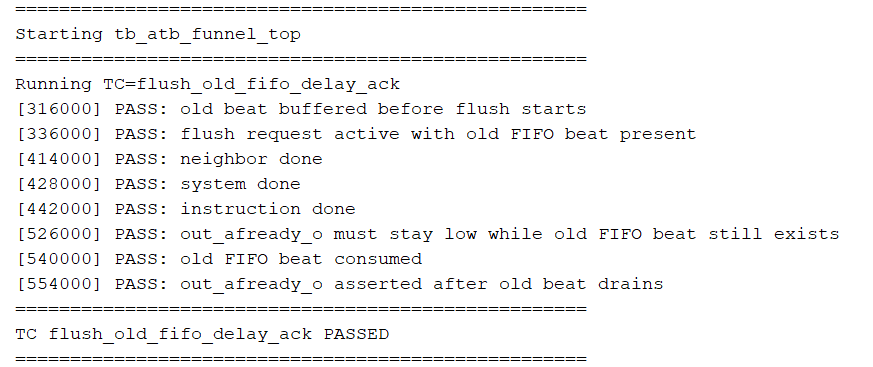 ====================================================
Starting tb_atb_funnel_top
====================================================
Running TC=flush_old_fifo_delay_ack
[316000] PASS: old beat buffered before flush starts
[336000] PASS: flush request active with old FIFO beat present
[414000] PASS: neighbor done
[428000] PASS: system done
[442000] PASS: instruction done
[526000] PASS: out_afready_o must stay low while old FIFO beat still exists
[540000] PASS: old FIFO beat consumed
[554000] PASS: out_afready_o asserted after old beat drains
====================================================
TC flush_old_fifo_delay_ack PASSED
====================================================